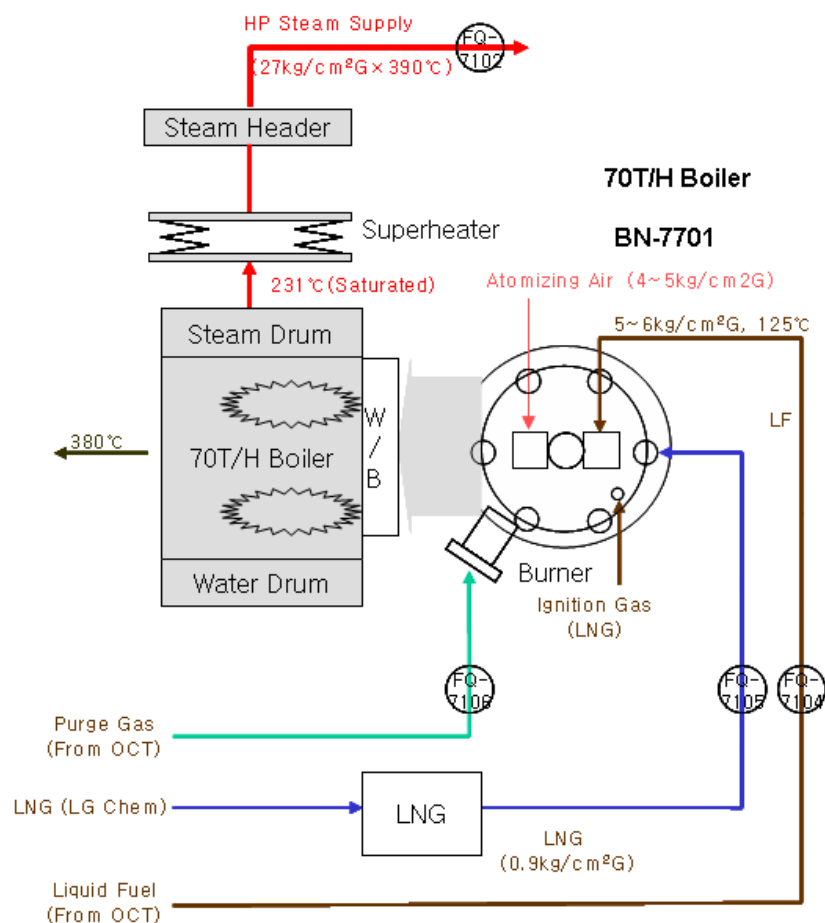 HP Steam Supply
FQ-
7102
(27kg/cm²G×390℃)
Steam Header
70T/H Boiler
BN-7701
Superheater
231℃(Saturated)
Atomizing Air (4~5kg/cm2G)
5~6kg/cm²G, 125℃
Steam Drum
LF
W
/
B
380℃
70T/H Boiler
Water Drum
Burner
Ignition Gas
(LNG)
FQ-
7106
FQ-
7105
FQ-
7104
Purge Gas
(From OCT)
LNG (LG Chem)
LNG
LNG
(0.9kg/cm²G)
Liquid Fuel
(From OCT)